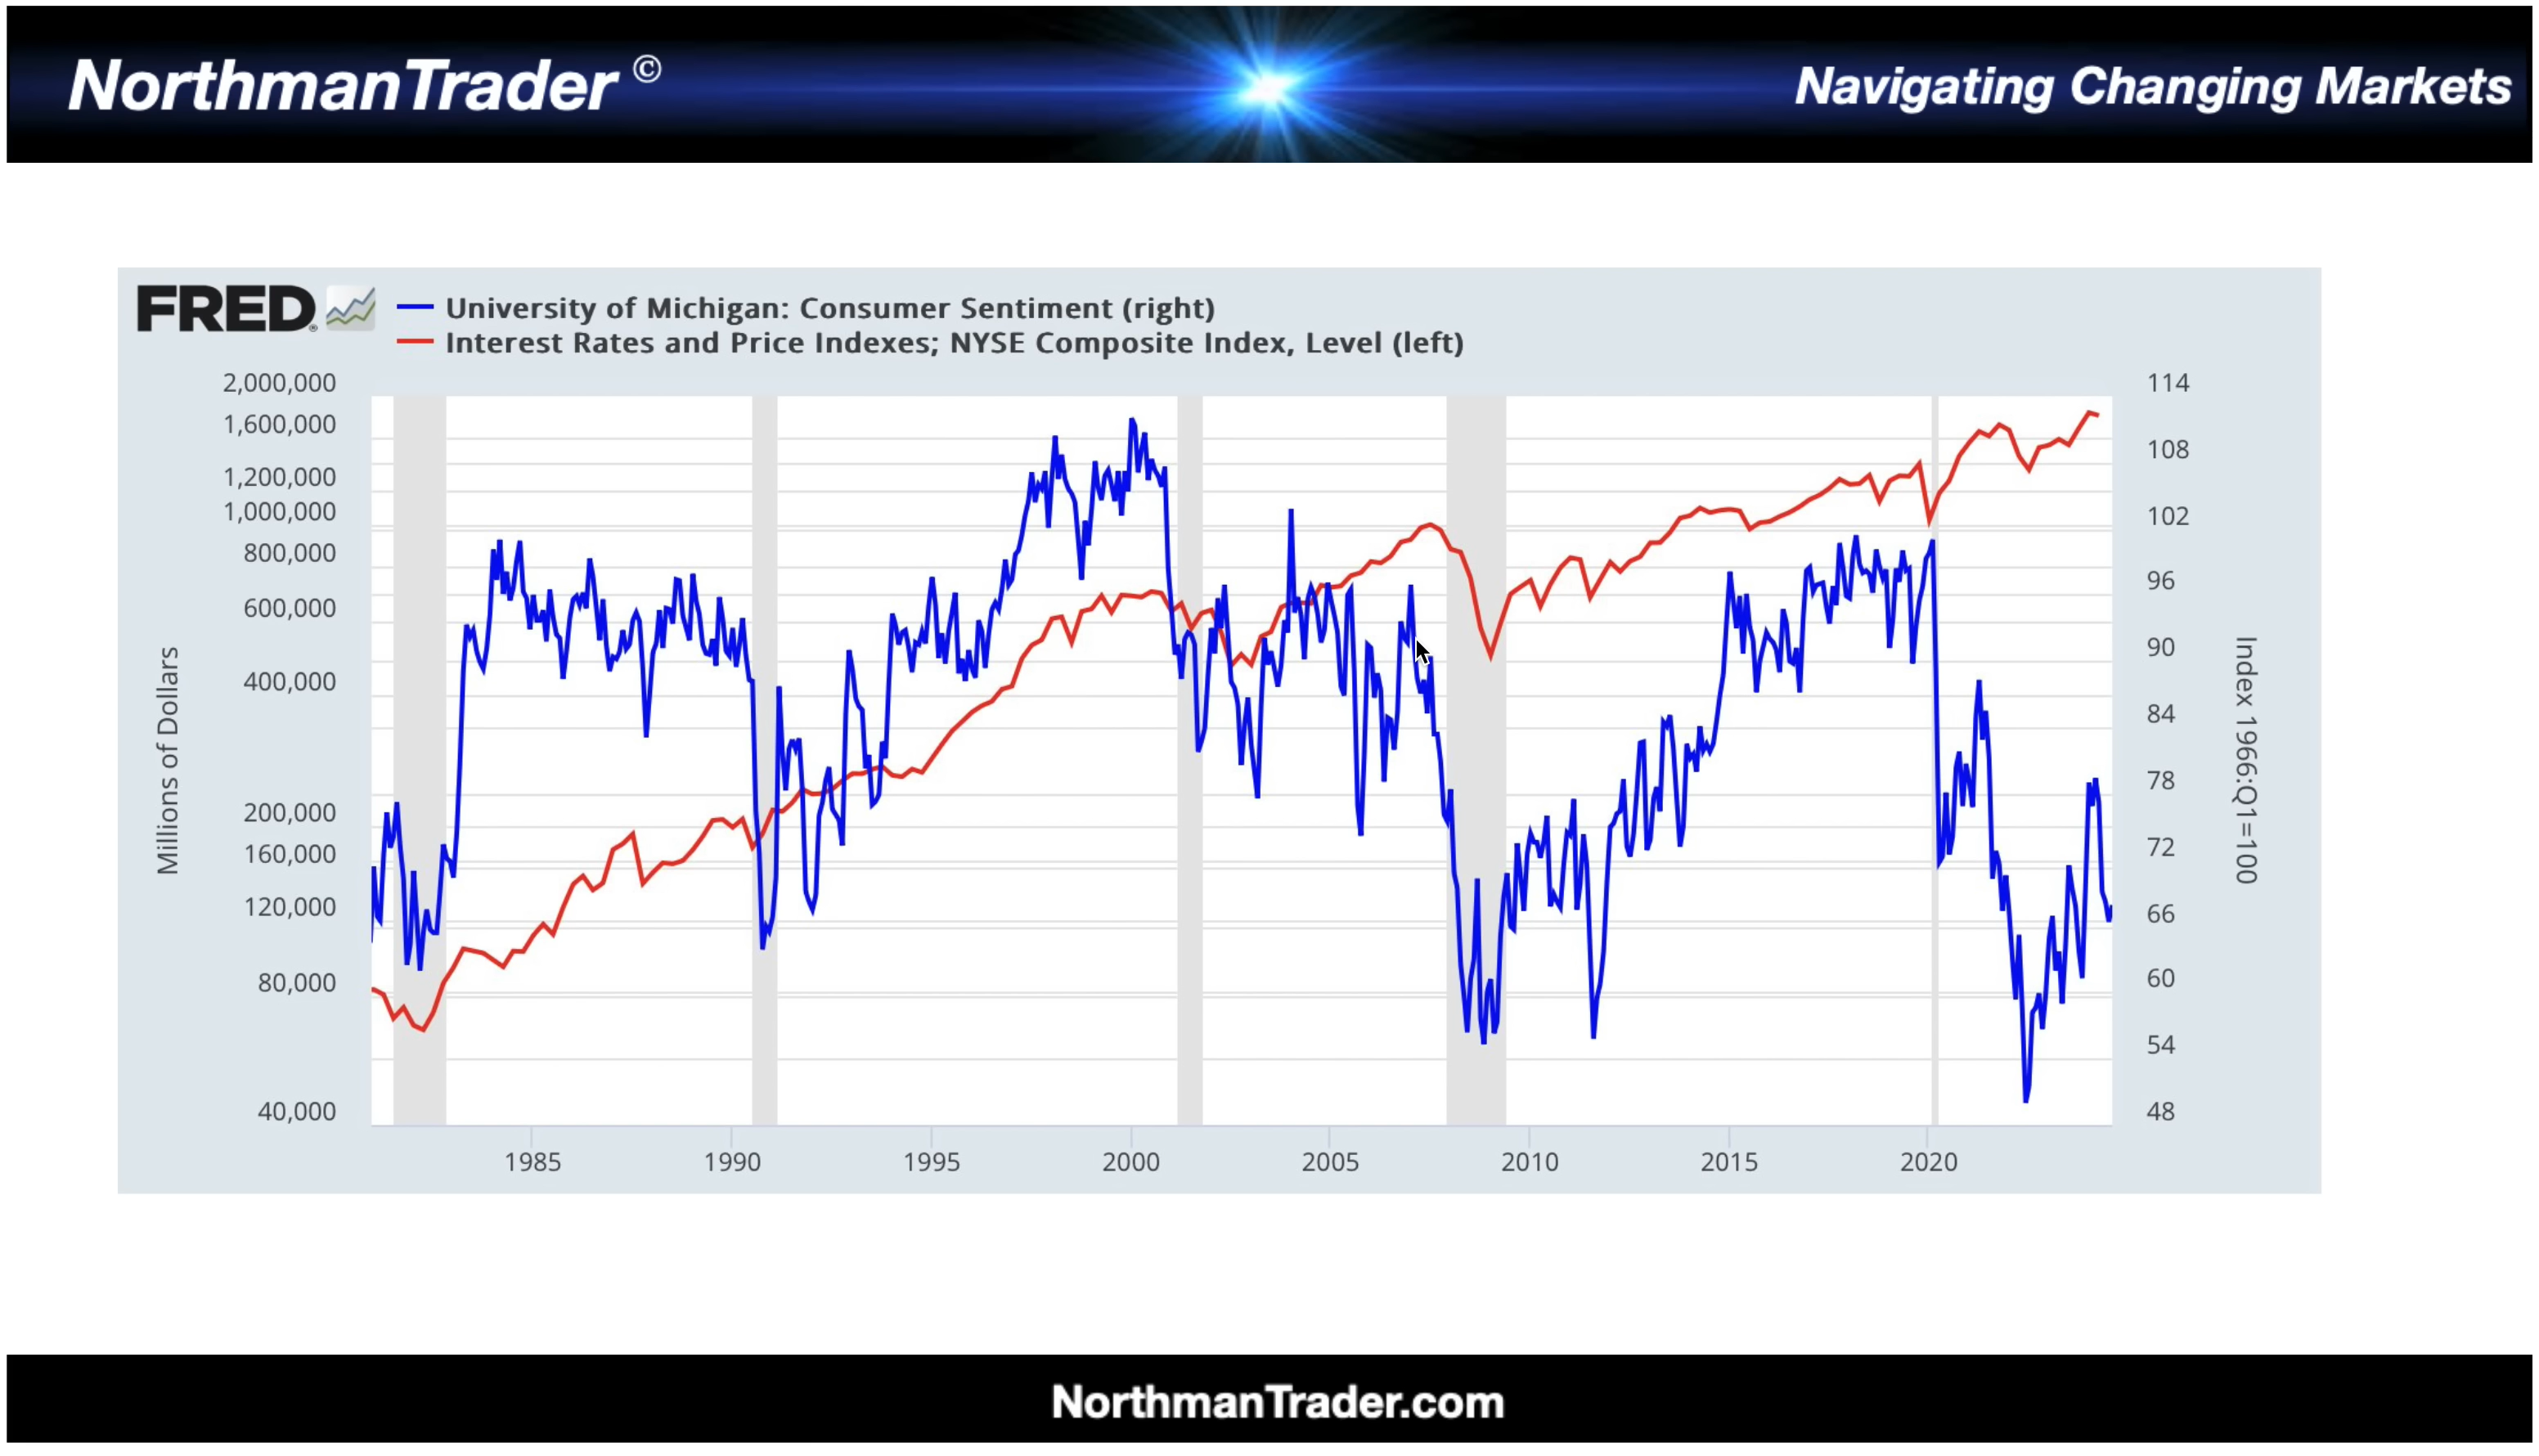 NorthmanTrader ©
Navigating Changing Markets
FRED®
University of Michigan: Consumer Sentiment (right)
Interest Rates and Price Indexes; NYSE Composite Index, Level (left)
Millions of Dollars
2,000,000
1,600,000
1,200,000
1,000,000
800,000
600,000
400,000
200,000
160,000
120,000
80,000
40,000
114
108
102
96
90
84
78
72
66
60
54
48
Index 1966:Q1=100
1985 1990 1995 2000 2005 2010 2015 2020
NorthmanTrader.com